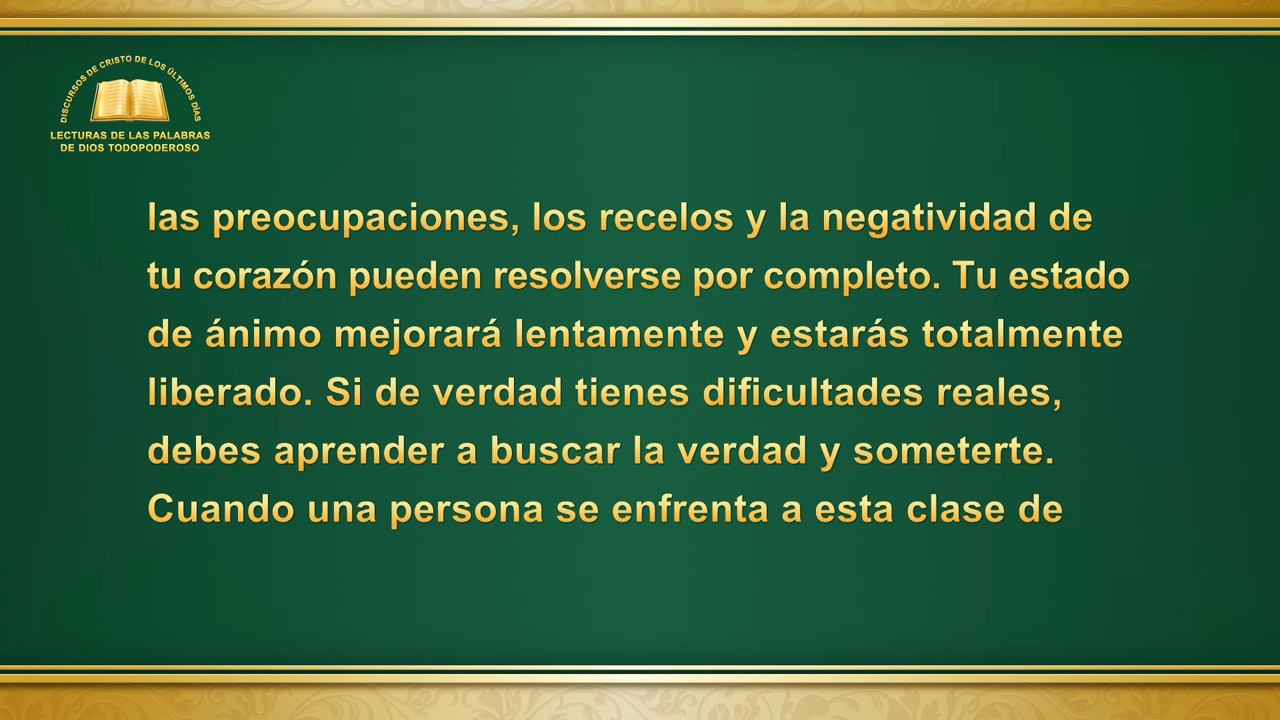 DISCURSOS DE CRISTO DE LOS ÚLTIMOS DÍAS
LECTURAS DE LAS PALABRAS
DE DIOS TODOPODEROSO
las preocupaciones, los recelos y la negatividad de
tu corazón pueden resolverse por completo. Tu estado
de ánimo mejorará lentamente y estarás totalmente
liberado. Si de verdad tienes dificultades reales,
debes aprender a buscar la verdad y someterte.
Cuando una persona se enfrenta a esta clase de